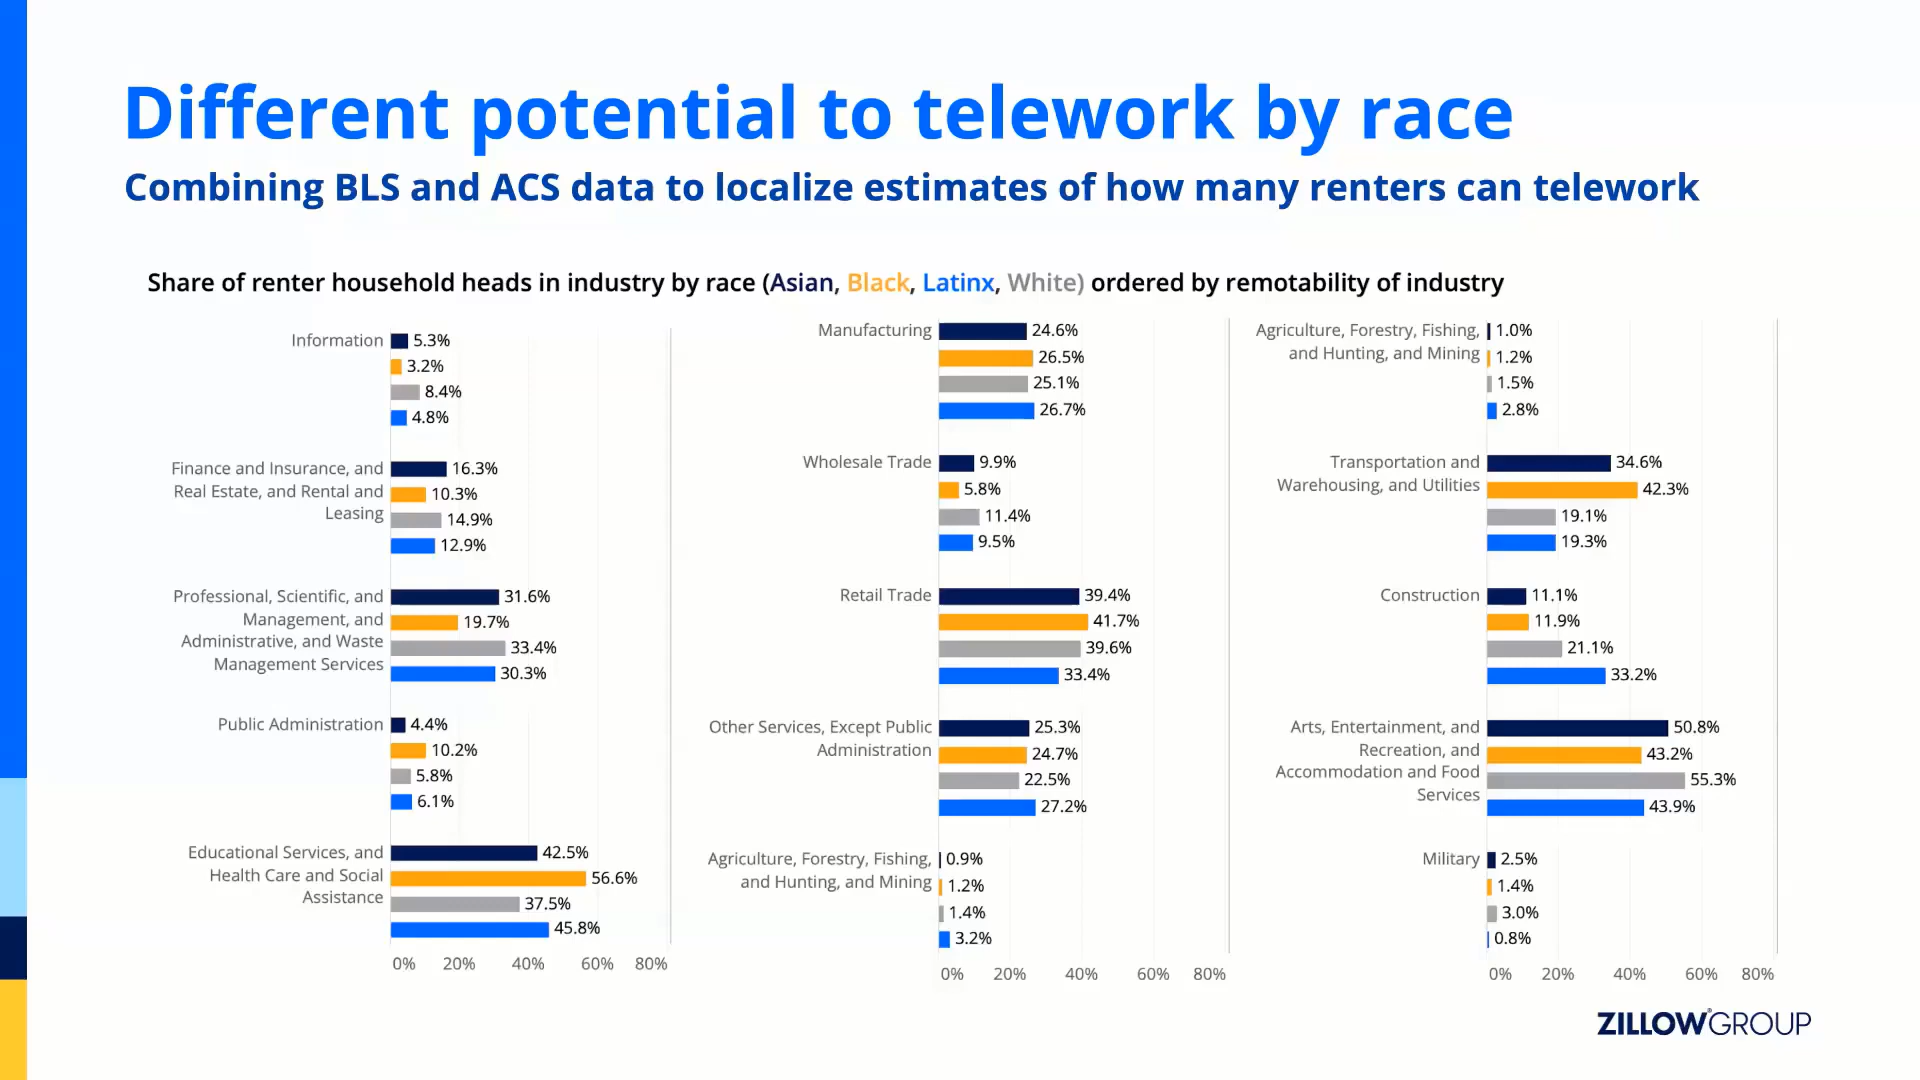 Different potential to telework by race
Combining BLS and ACS data to localize estimates of how many renters can telework
Share of renter household heads in industry by race (Asian, Black, Latinx, White) ordered by remotability of industry
Information
5.3%
3.2%
8.4%
4.8%
Finance and Insurance, and
Real Estate, and Rental and
Leasing
16.3%
10.3%
14.9%
12.9%
Professional, Scientific, and
Management, and
Administrative, and Waste
Management Services
31.6%
19.7%
33.4%
30.3%
Public Administration
4.4%
10.2%
5.8%
6.1%
Educational Services, and
Health Care and Social
Assistance
42.5%
56.6%
37.5%
45.8%
0% 20% 40% 60% 80%
Manufacturing
24.6%
26.5%
25.1%
26.7%
Wholesale Trade
9.9%
5.8%
11.4%
9.5%
Retail Trade
39.4%
41.7%
39.6%
33.4%
Other Services, Except Public
Administration
25.3%
24.7%
22.5%
27.2%
Agriculture, Forestry, Fishing,
and Hunting, and Mining
0.9%
1.2%
1.4%
3.2%
0% 20% 40% 60% 80%
Agriculture, Forestry, Fishing,
and Hunting, and Mining
1.0%
1.2%
1.5%
2.8%
Transportation and
Warehousing, and Utilities
34.6%
42.3%
19.1%
19.3%
Construction
11.1%
11.9%
21.1%
33.2%
Arts, Entertainment, and
Recreation, and
Accommodation and Food
Services
50.8%
43.2%
55.3%
43.9%
Military
2.5%
1.4%
3.0%
0.8%
0% 20% 40% 60% 80%
ZILLOW® GROUP